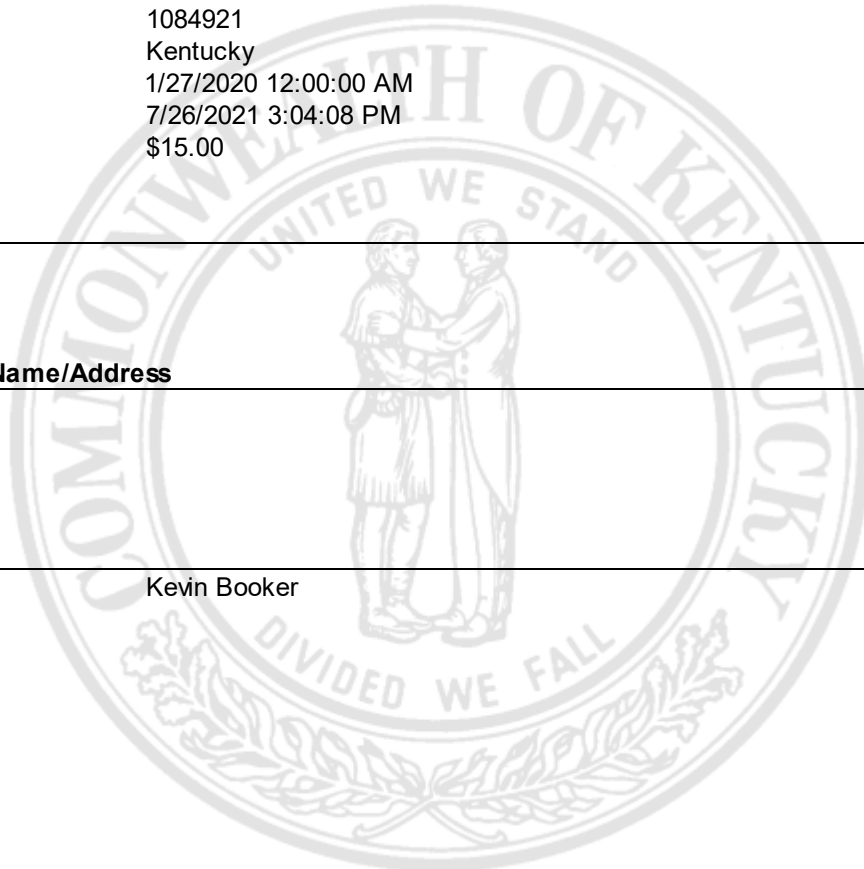 1084921
Kentucky
1/27/2020 12:00:00 AM
7/26/2021 3:04:08 PM
$15.00
COMMONWEALTH OF KENTUCKY
UNITED WE STAND
Name/Address
Kevin Booker
DIVIDED WE FALL